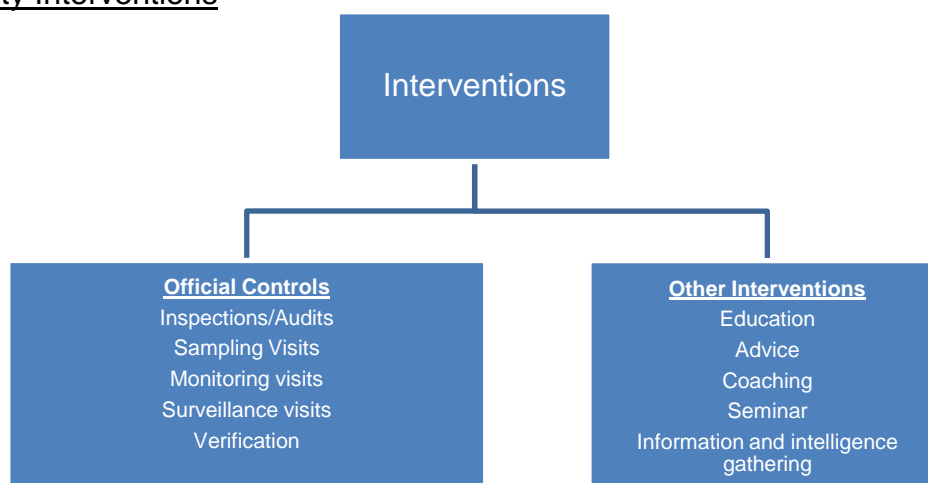 ty Interventions
Interventions
Official Controls
Inspections/Audits
Sampling Visits
Monitoring visits
Surveillance visits
Verification
Other Interventions
Education
Advice
Coaching
Seminar
Information and intelligence
gathering